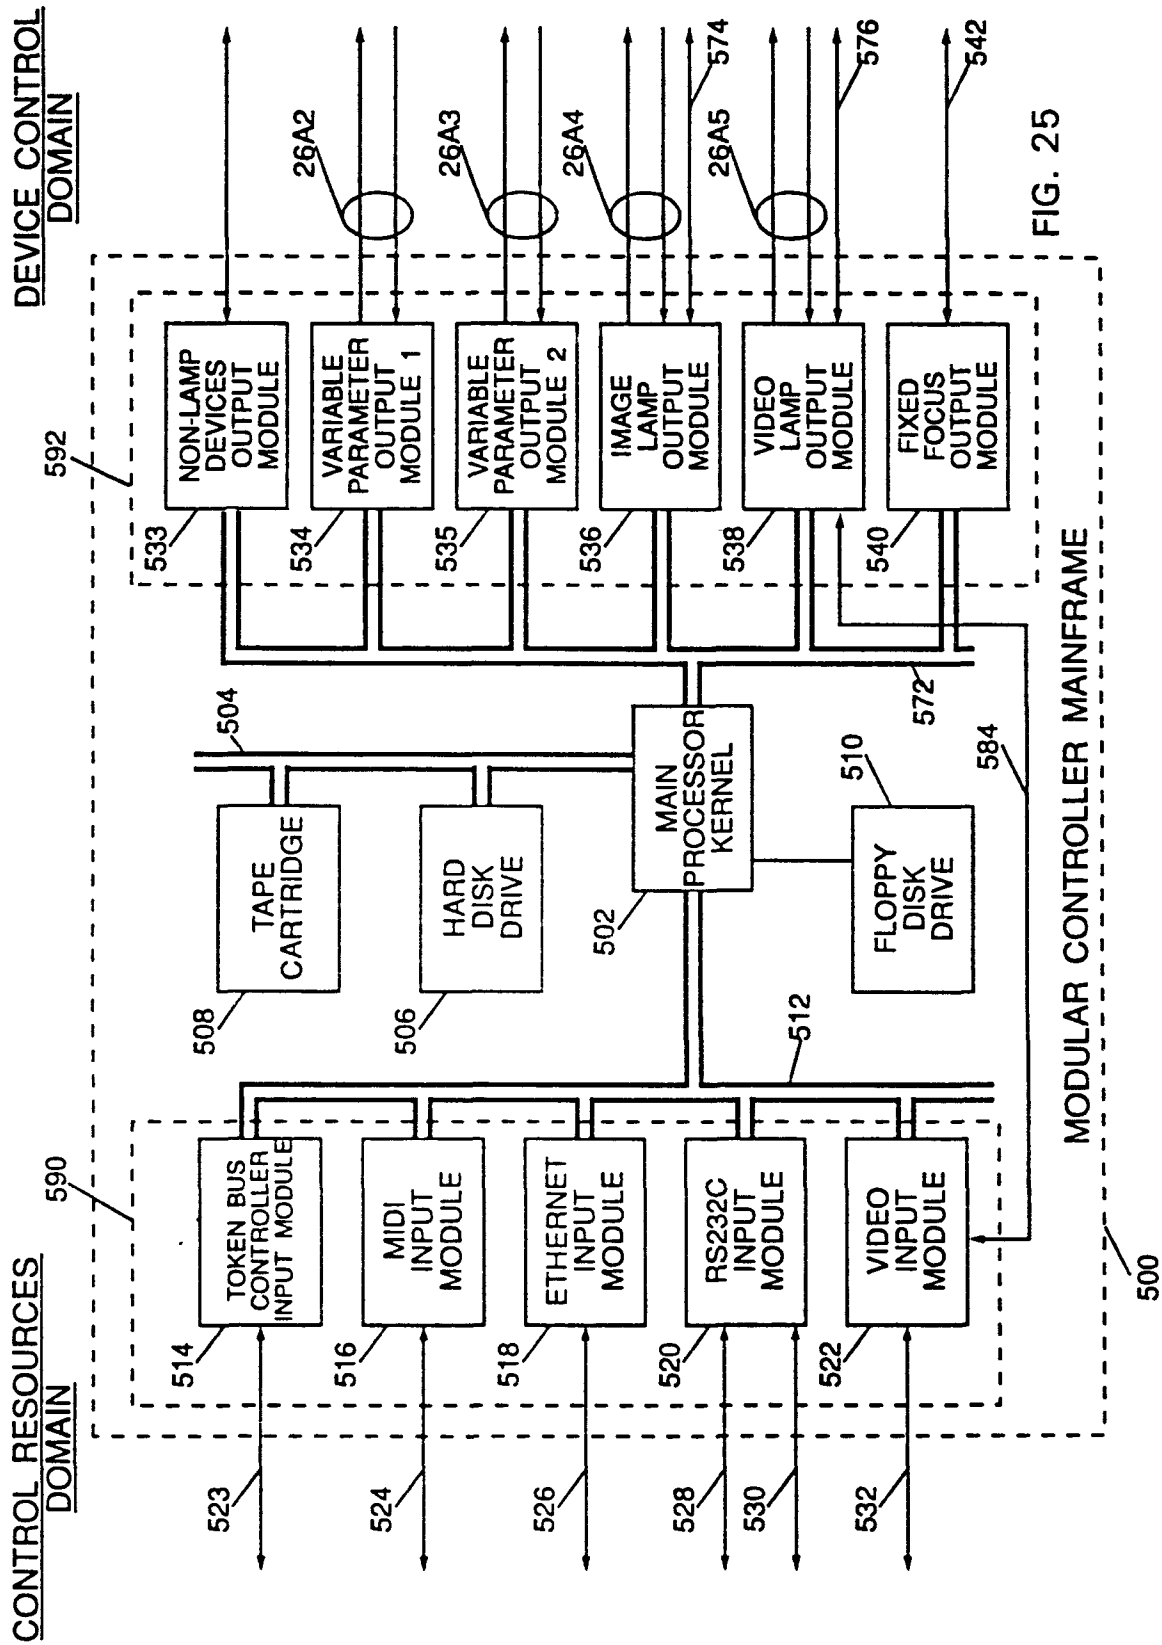 CONTROL RESOURCES
DOMAIN
DEVICE CONTROL
DOMAIN
590
592
514
TOKEN BUS
CONTROLLER
INPUT MODULE
523
516
MIDI
INPUT
MODULE
524
518
ETHERNET
INPUT
MODULE
526
520
RS232C
INPUT
MODULE
528
530
522
VIDEO
INPUT
MODULE
532
508
TAPE
CARTRIDGE
504
506
HARD
DISK
DRIVE
502
MAIN
PROCESSOR
KERNEL
512
510
FLOPPY
DISK
DRIVE
572
584
533
NON-LAMP
DEVICES
OUTPUT
MODULE
534
VARIABLE
PARAMETER
OUTPUT
MODULE 1
26A2
535
VARIABLE
PARAMETER
OUTPUT
MODULE 2
26A3
536
IMAGE
LAMP
OUTPUT
MODULE
26A4
574
538
VIDEO
LAMP
OUTPUT
MODULE
26A5
576
540
FIXED
FOCUS
OUTPUT
MODULE
542
MODULAR CONTROLLER MAINFRAME
500
FIG. 25